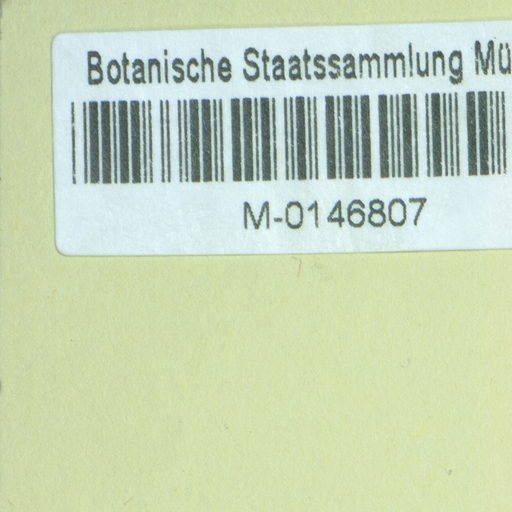 Botanische Staatssammlung Mü
M-0146807